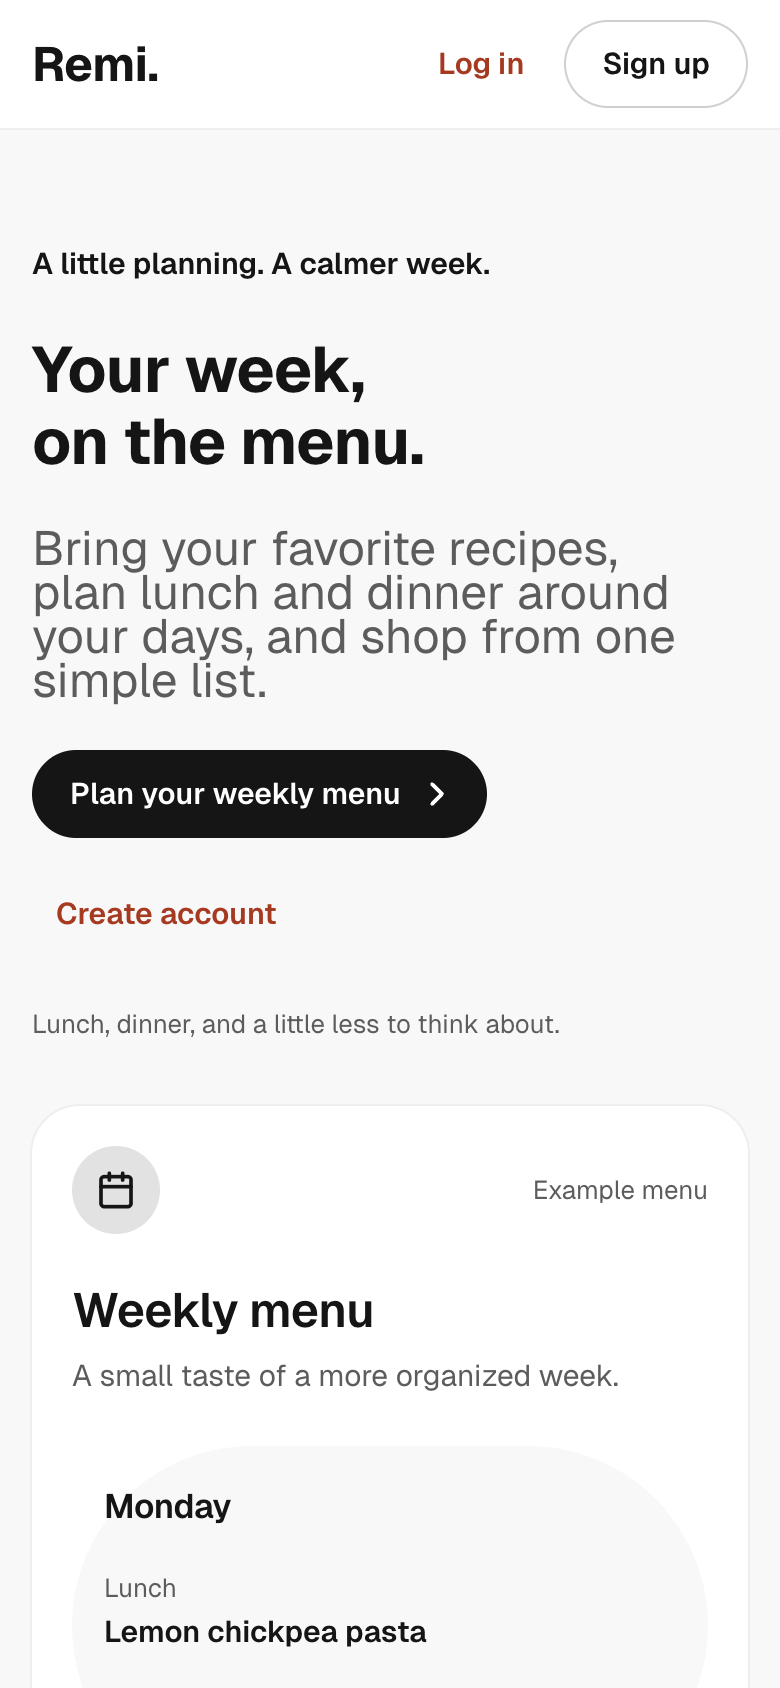 Remi.
Log in
Sign up
A little planning. A calmer week.
Your week,
on the menu.
Bring your favorite recipes,
plan lunch and dinner around
your days, and shop from one
simple list.
Plan your weekly menu
Create account
Lunch, dinner, and a little less to think about.
Example menu
Weekly menu
A small taste of a more organized week.
Monday
Lunch
Lemon chickpea pasta